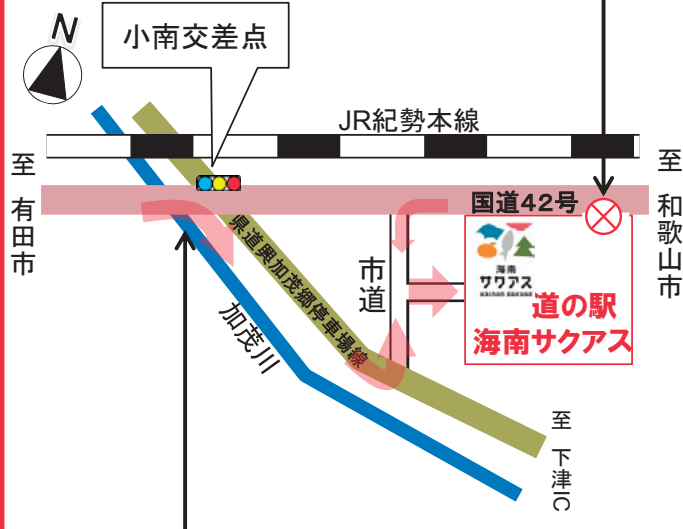 N
小南交差点
JR紀勢本線
至 有田市
至 和歌山市
国道42号
県道興加茂郷停車場線
加茂川
市道
海南
サクアス
KAINAN SAKUAS
道の駅
海南サクアス
至 下津IC